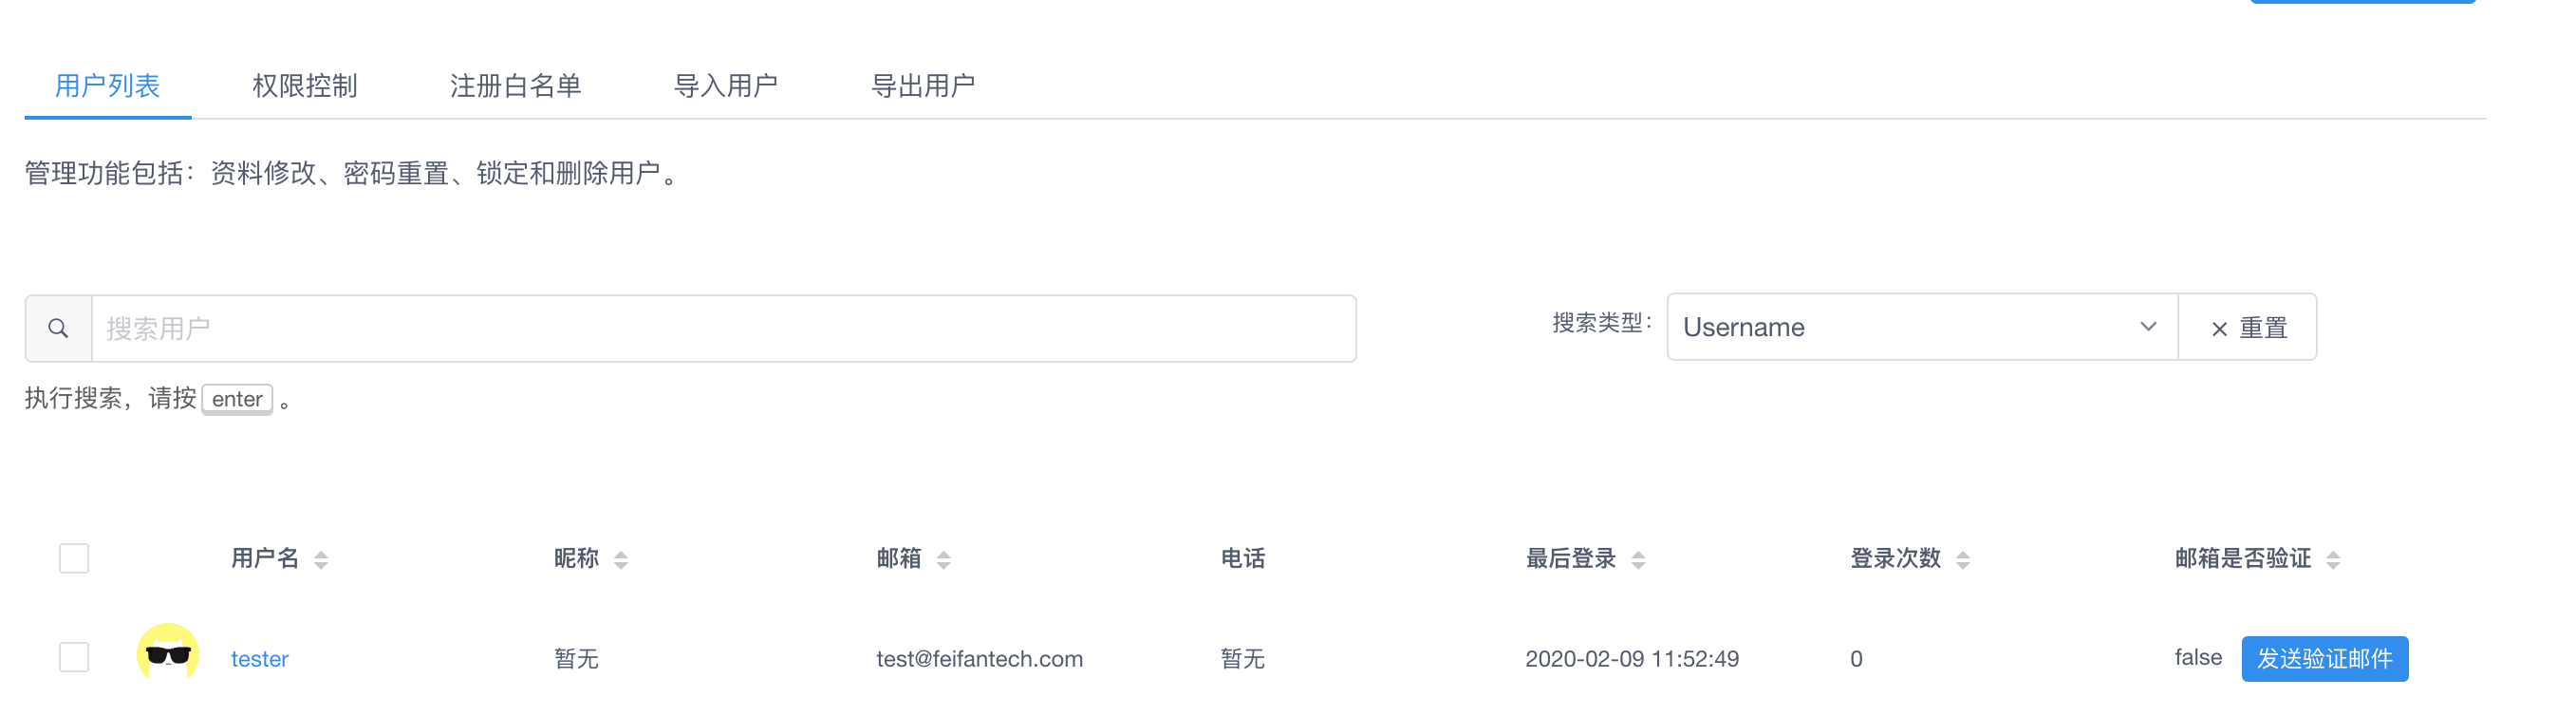 用户列表 权限控制 注册白名单 导入用户 导出用户
管理功能包括：资料修改、密码重置、锁定和删除用户。
搜索用户 搜索类型： Username 重置
执行搜索，请按 enter 。
用户名 昵称 邮箱 电话 最后登录 登录次数 邮箱是否验证
tester 暂无 test@feifantech.com 暂无 2020-02-09 11:52:49 0 false 发送验证邮件